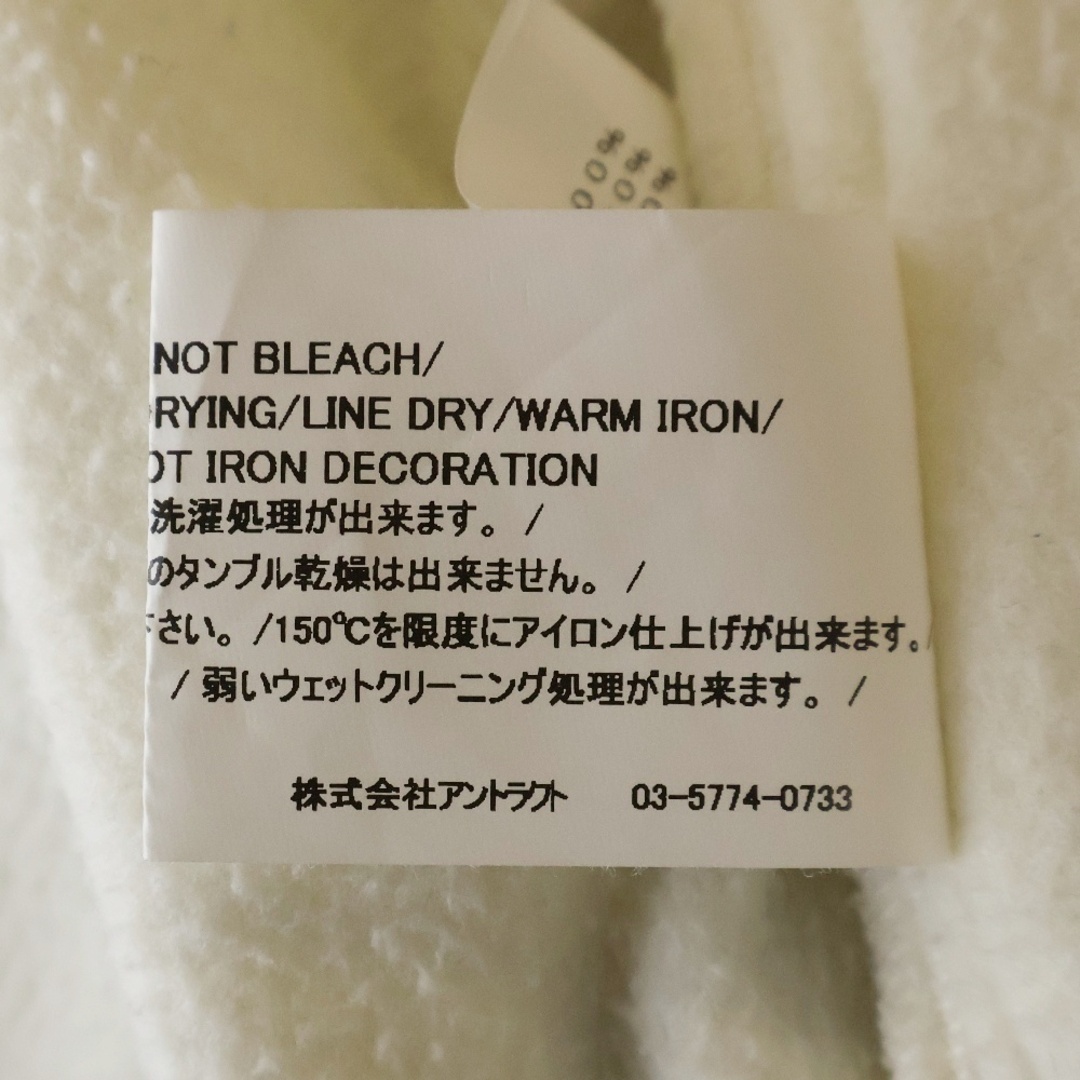 NOT BLEACH/
RYING/LINE DRY/WARM IRON/
OT IRON DECORATION
洗濯処理が出来ます。 /
のタンブル乾燥は出来ません。 /
下さい。 /150℃を限度にアイロン仕上げが出来ます。/
/ 弱いウェットクリーニング処理が出来ます。 /
株式会社アントラクト 03-5774-0733